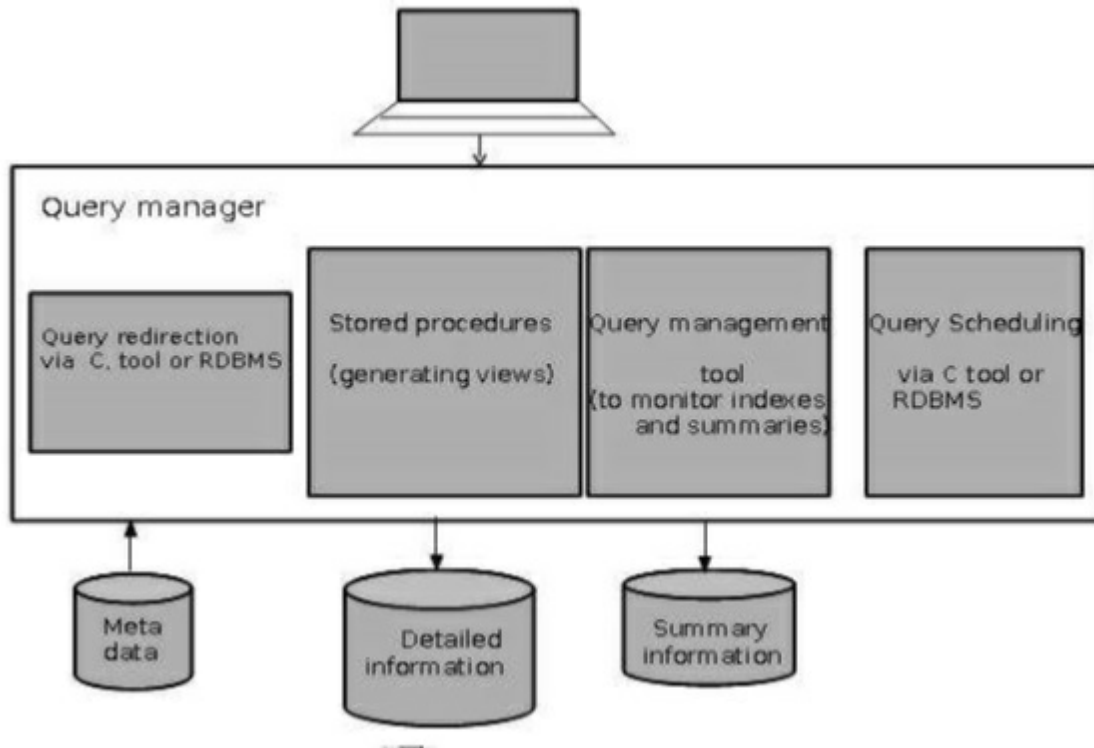 Query manager
Query redirection
via C, tool or RDBMS
Stored procedures
(generating views)
Query management
tool
(to monitor indexes
and summaries)
Query Scheduling
via C tool or
RDBMS
Meta
data
Detailed
information
Summary
information